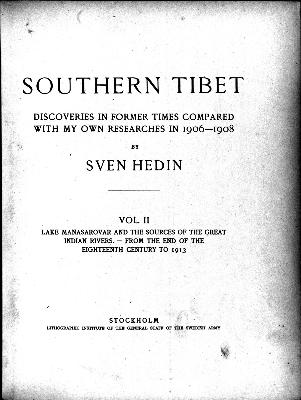 SOUTHERN TIBET
DISCOVERIES IN FORMER TIMES COMPARED
WITH MY OWN RESEARCHES IN 1906—1908
BY
SVEN HEDIN
VOL. II
LAKE MANASAROVAR AND THE SOURCES OF THE GREAT
INDIAN RIVERS. — FROM THE END OF THE
EIGHTEENTH CENTURY TO 1913
STOCKHOLM
LITHOGRAPHIC INSTITUTE OF THE GENERAL STAFF OF THE SWEDISH ARMY